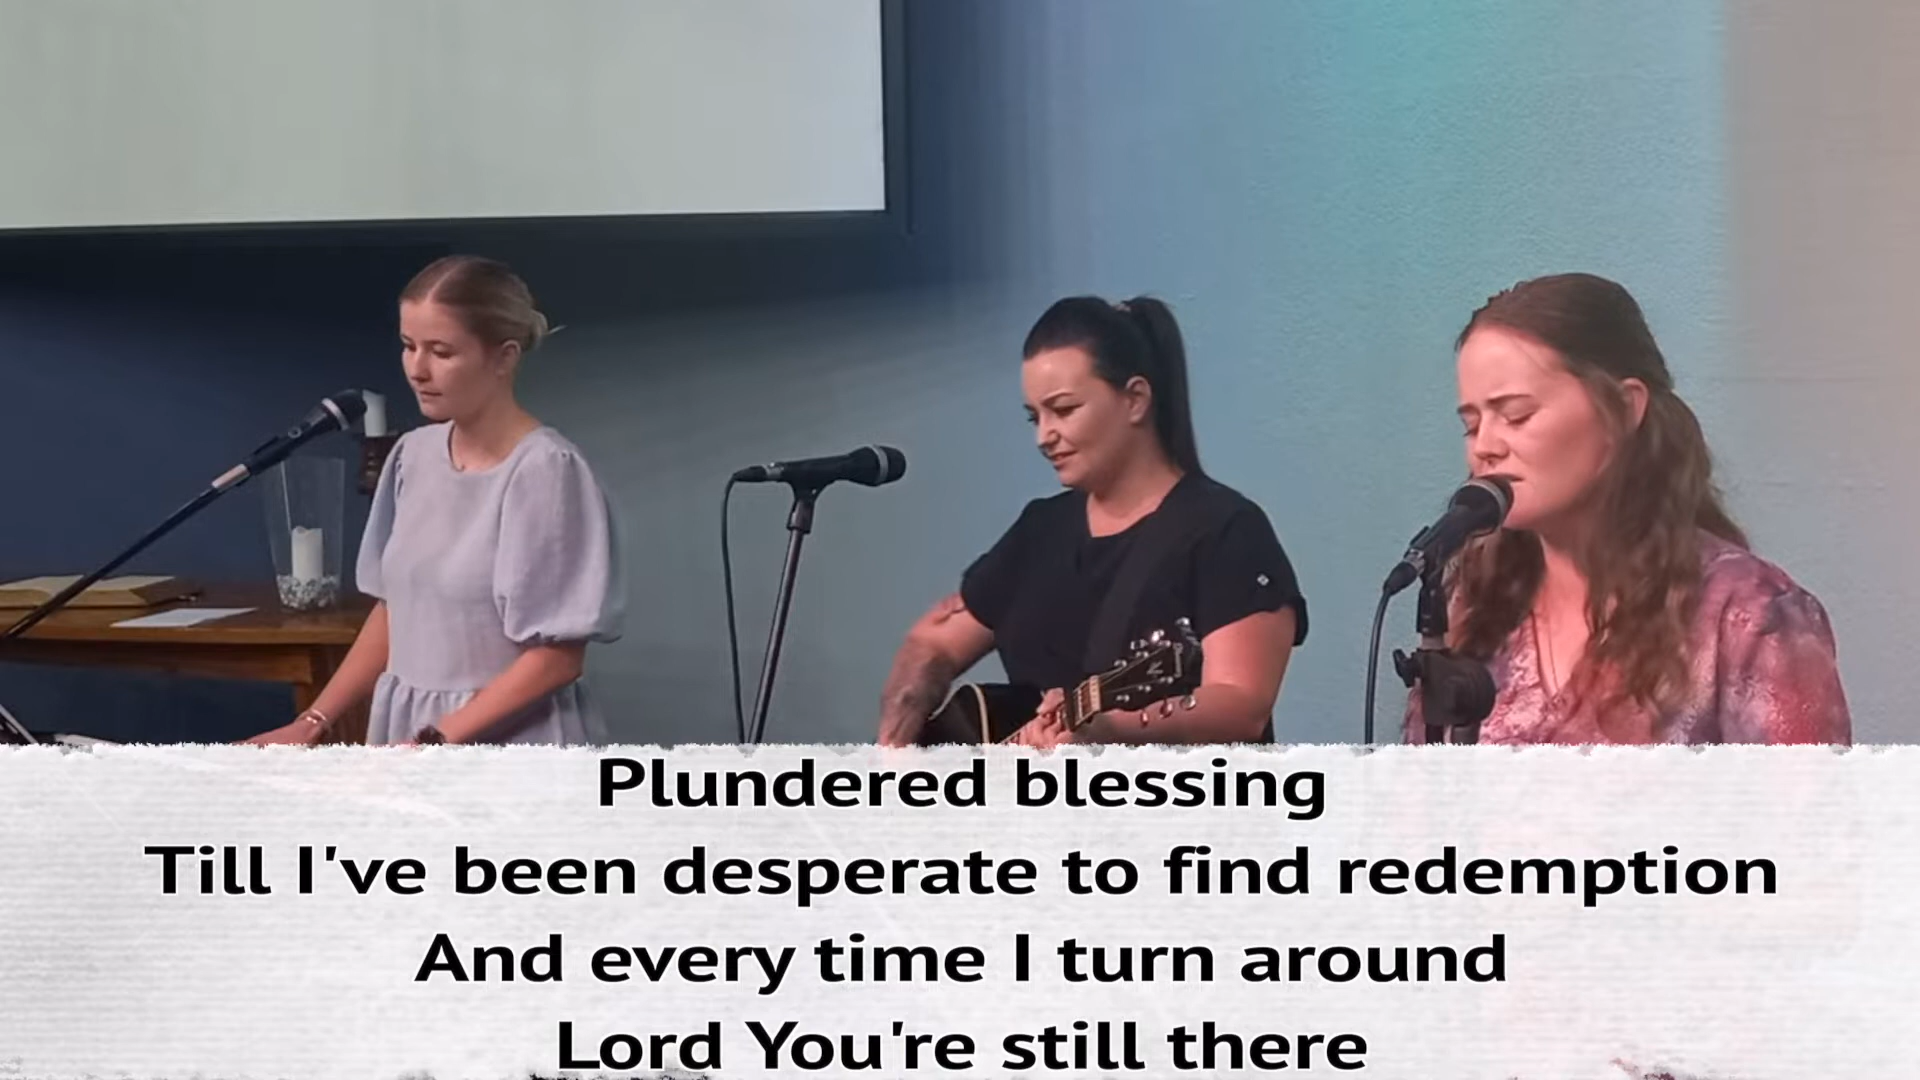 Plundered blessing
Till I've been desperate to find redemption
And every time I turn around
Lord You're still there